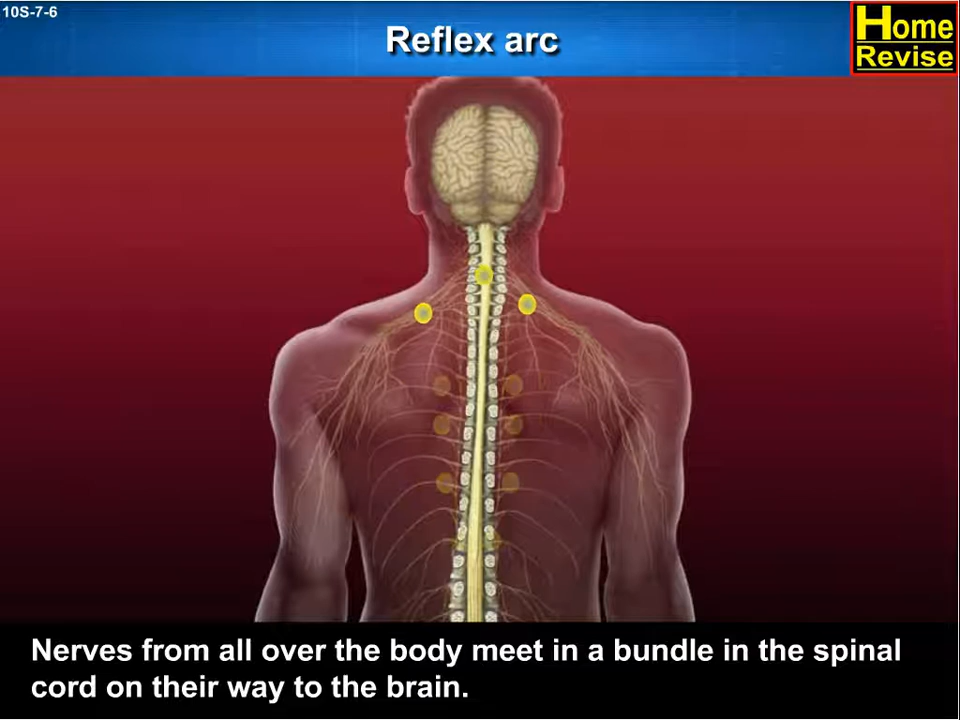 10S-7-6
Reflex arc
Home
Revise
Nerves from all over the body meet in a bundle in the spinal
cord on their way to the brain.